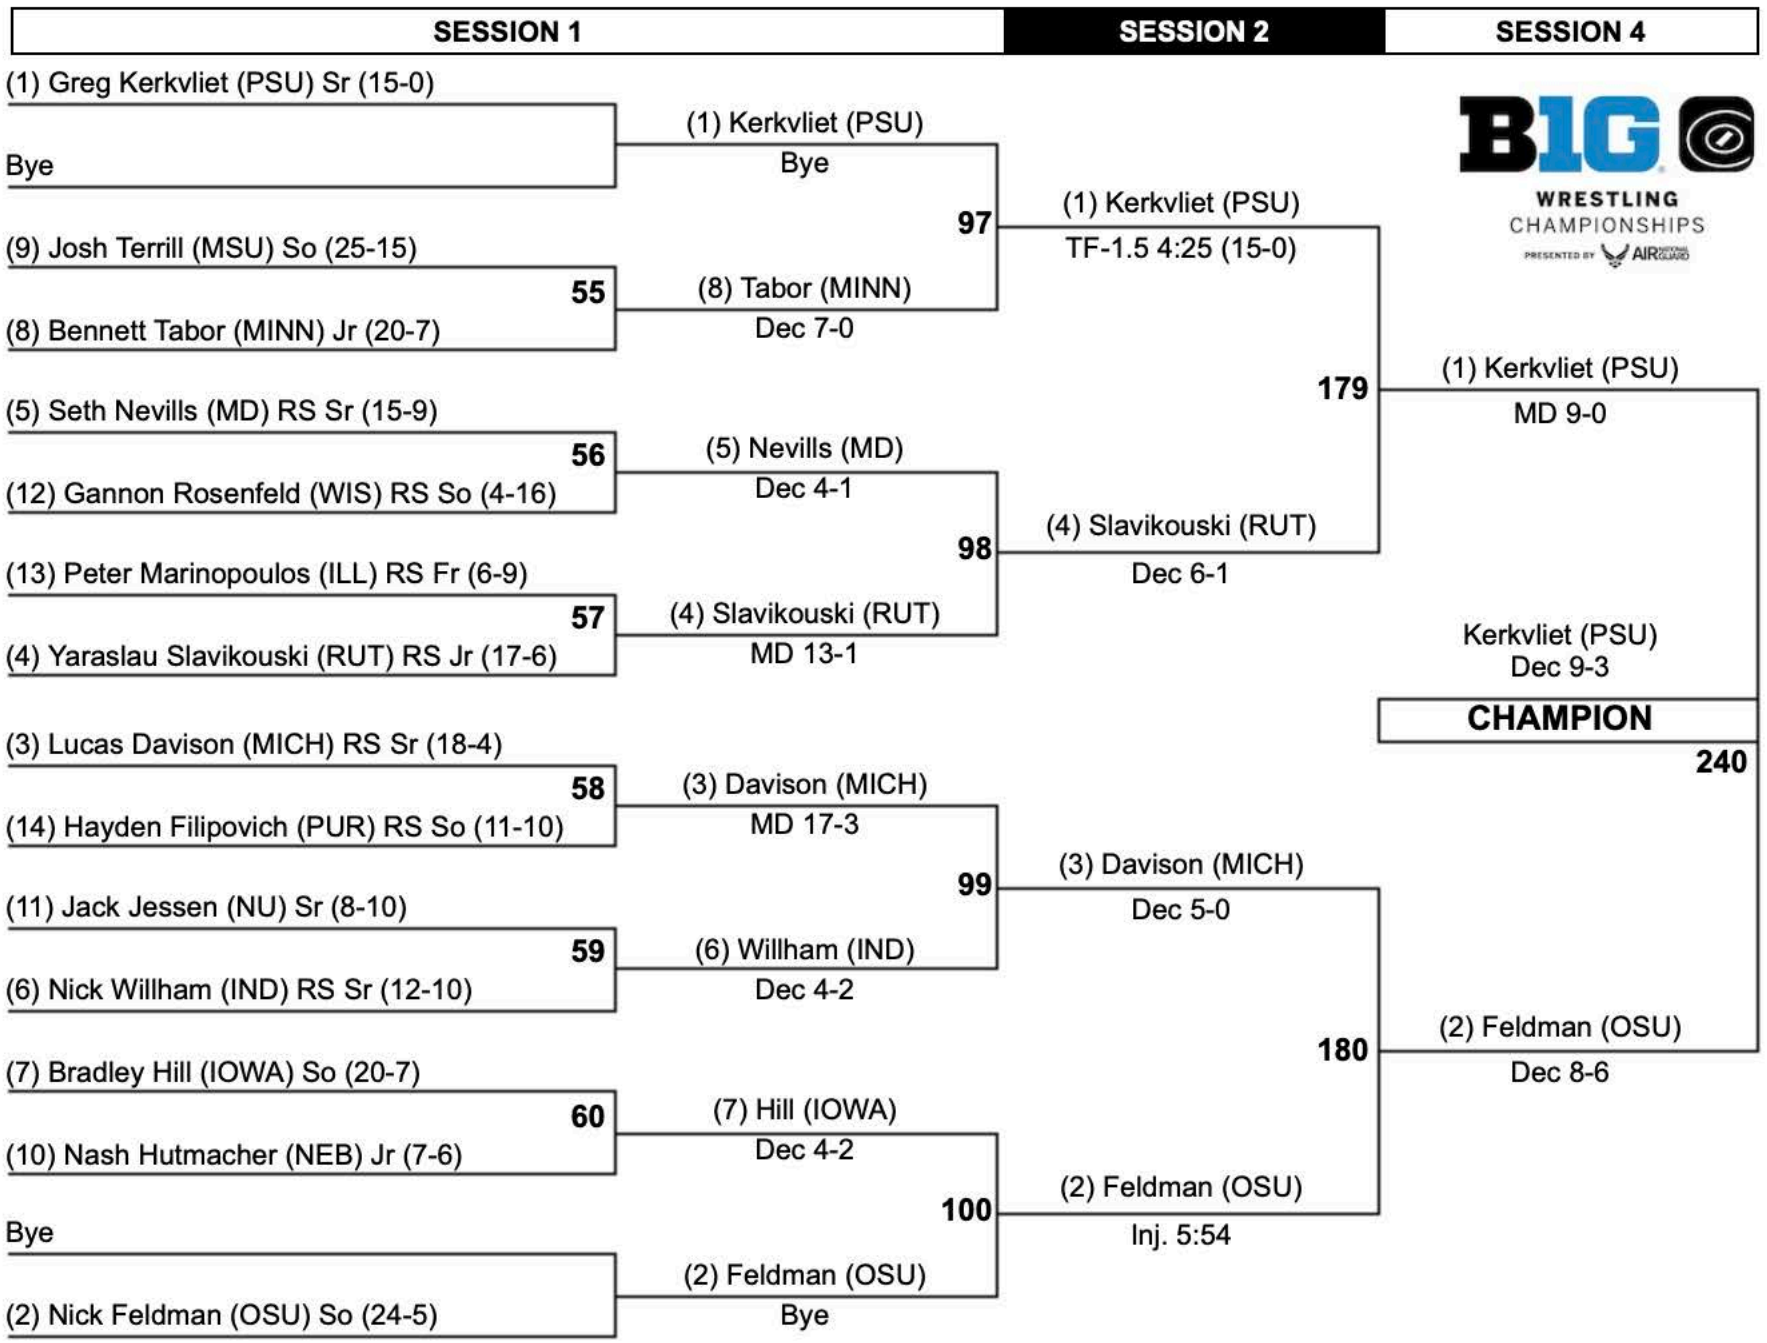 SESSION 1
SESSION 2
SESSION 4
(1) Greg Kerkvliet (PSU) Sr (15-0)
Bye
(9) Josh Terrill (MSU) So (25-15)
55
(8) Bennett Tabor (MINN) Jr (20-7)
(5) Seth Nevills (MD) RS Sr (15-9)
56
(12) Gannon Rosenfeld (WIS) RS So (4-16)
(13) Peter Marinopoulos (ILL) RS Fr (6-9)
57
(4) Yaraslau Slavikouski (RUT) RS Jr (17-6)
(3) Lucas Davison (MICH) RS Sr (18-4)
58
(14) Hayden Filipovich (PUR) RS So (11-10)
(11) Jack Jessen (NU) Sr (8-10)
59
(6) Nick Willham (IND) RS Sr (12-10)
(7) Bradley Hill (IOWA) So (20-7)
60
(10) Nash Hutmacher (NEB) Jr (7-6)
Bye
(2) Nick Feldman (OSU) So (24-5)
(1) Kerkvliet (PSU)
Bye
97
(8) Tabor (MINN)
Dec 7-0
(5) Nevills (MD)
Dec 4-1
98
(4) Slavikouski (RUT)
MD 13-1
(3) Davison (MICH)
MD 17-3
99
(6) Willham (IND)
Dec 4-2
(7) Hill (IOWA)
Dec 4-2
100
(2) Feldman (OSU)
Bye
(1) Kerkvliet (PSU)
TF-1.5 4:25 (15-0)
179
(4) Slavikouski (RUT)
Dec 6-1
(3) Davison (MICH)
Dec 5-0
180
(2) Feldman (OSU)
Inj. 5:54
B1G
WRESTLING
CHAMPIONSHIPS
PRESENTED BY AIR NATIONAL GUARD
(1) Kerkvliet (PSU)
MD 9-0
Kerkvliet (PSU)
Dec 9-3
CHAMPION
240
(2) Feldman (OSU)
Dec 8-6